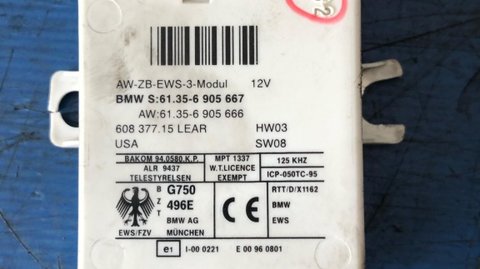 2
AW-ZB-EWS-3-Modul 12V
BMW S:61.35-6 905 667
AW:61.35-6 905 666
608 377.15 LEAR HW03
USA SW08
BAKOM 94.0580.K.P. MPT 1337 125 KHZ
ALR 9437 W.T.LICENCE ICP-050TC-95
TELESTYRELSEN EXEMPT
B Z T G750 CE RTT/D/X1162
496E BMW
BMW AG EWS
EWS/FZV MÜNCHEN
e1 I-00 0221 E 00 96 0801